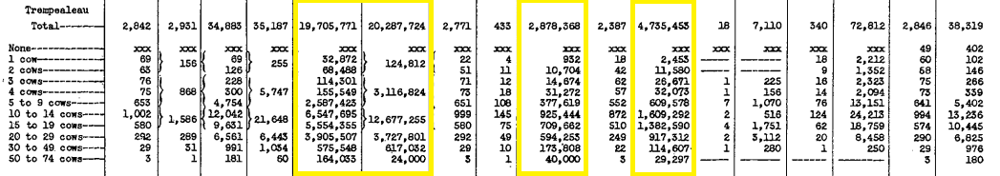 Trempealeau
Total------ 2,842 2,931 34,883 35,187 19,705,771 20,287,724 2,771 433 2,878,368 2,387 4,735,453 18 7,110 340 72,812 2,846 38,319
None------ xxx xxx xxx xxx xxx xxx xxx xxx xxx xxx xxx xxx xxx xxx xxx 49 402
1 cow------ 69 156 69 255 32,872 124,812 22 4 932 18 2,453 --- --- 18 2,212 60 102
2 cows------ 63 126 68,488 51 11 10,704 42 11,580 --- --- 9 1,352 58 146
3 cows------ 76 868 228 5,747 114,301 3,116,824 71 12 14,674 62 26,671 1 225 16 2,323 75 266
4 cows------ 75 300 155,549 73 18 31,272 57 32,073 1 156 14 2,094 73 339
5 to 9 cows---- 653 4,754 2,587,423 651 108 377,619 552 609,578 7 1,070 76 13,151 641 5,402
10 to 14 cows---- 1,002 1,586 12,042 21,648 6,547,695 12,677,255 999 145 925,444 872 1,609,292 2 516 124 24,213 994 13,236
15 to 19 cows---- 580 9,631 5,554,355 580 75 709,662 510 1,382,590 4 1,751 62 18,759 574 10,445
20 to 29 cows---- 292 289 6,561 6,443 3,905,507 3,727,801 292 49 594,253 249 917,312 2 3,112 20 8,458 290 6,825
30 to 49 cows---- 29 31 991 1,034 575,548 617,032 29 10 173,808 22 114,607 1 280 1 250 29 976
50 to 74 cows---- 3 1 181 60 164,033 24,000 3 1 40,000 3 29,297 --- --- --- --- 3 180